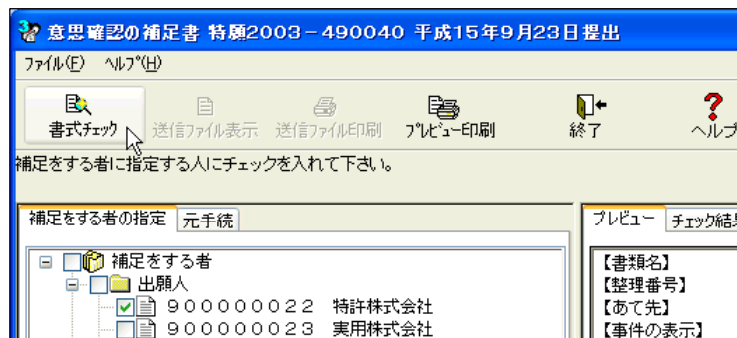 意思確認の補足書 特願2003－490040 平成15年9月23日提出
ﾌｧｲﾙ(F) ﾍﾙﾌﾟ(H)
書式ﾁｪｯｸ 送信ﾌｧｲﾙ表示 送信ﾌｧｲﾙ印刷 ﾌﾟﾚﾋﾞｭｰ印刷 終了 ヘルプ
補足をする者に指定する人にチェックを入れて下さい。
補足をする者の指定 元手続
プレビュー チェック結果
補足をする者
出願人
９０００００００２２ 特許株式会社
９０００００００２３ 実用株式会社
【書類名】
【整理番号】
【あて先】
【事件の表示】